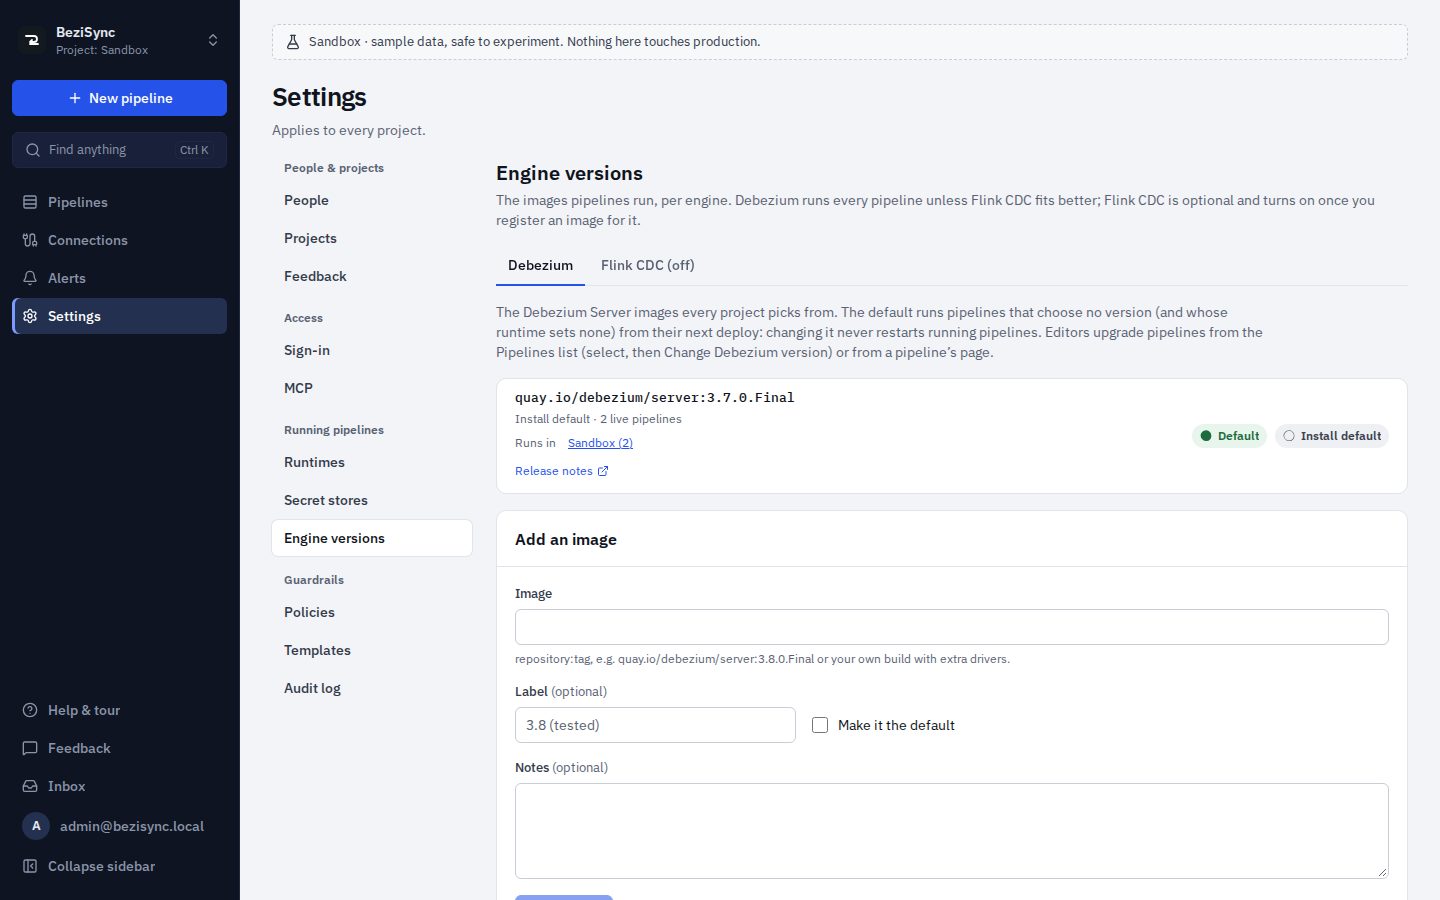 BeziSync
Project: Sandbox
New pipeline
Find anything
Ctrl K
Pipelines
Connections
Alerts
Settings
Help & tour
Feedback
Inbox
A
admin@bezisync.local
Collapse sidebar
Sandbox · sample data, safe to experiment. Nothing here touches production.
Settings
Applies to every project.
People & projects
People
Projects
Feedback
Access
Sign-in
MCP
Running pipelines
Runtimes
Secret stores
Engine versions
Guardrails
Policies
Templates
Audit log
Engine versions
The images pipelines run, per engine. Debezium runs every pipeline unless Flink CDC fits better; Flink CDC is optional and turns on once you
register an image for it.
Debezium
Flink CDC (off)
The Debezium Server images every project picks from. The default runs pipelines that choose no version (and whose
runtime sets none) from their next deploy: changing it never restarts running pipelines. Editors upgrade pipelines from the
Pipelines list (select, then Change Debezium version) or from a pipeline’s page.
quay.io/debezium/server:3.7.0.Final
Install default · 2 live pipelines
Runs in Sandbox (2)
Release notes
Default
Install default
Add an image
Image
repository:tag, e.g. quay.io/debezium/server:3.8.0.Final or your own build with extra drivers.
Label (optional)
3.8 (tested)
Make it the default
Notes (optional)